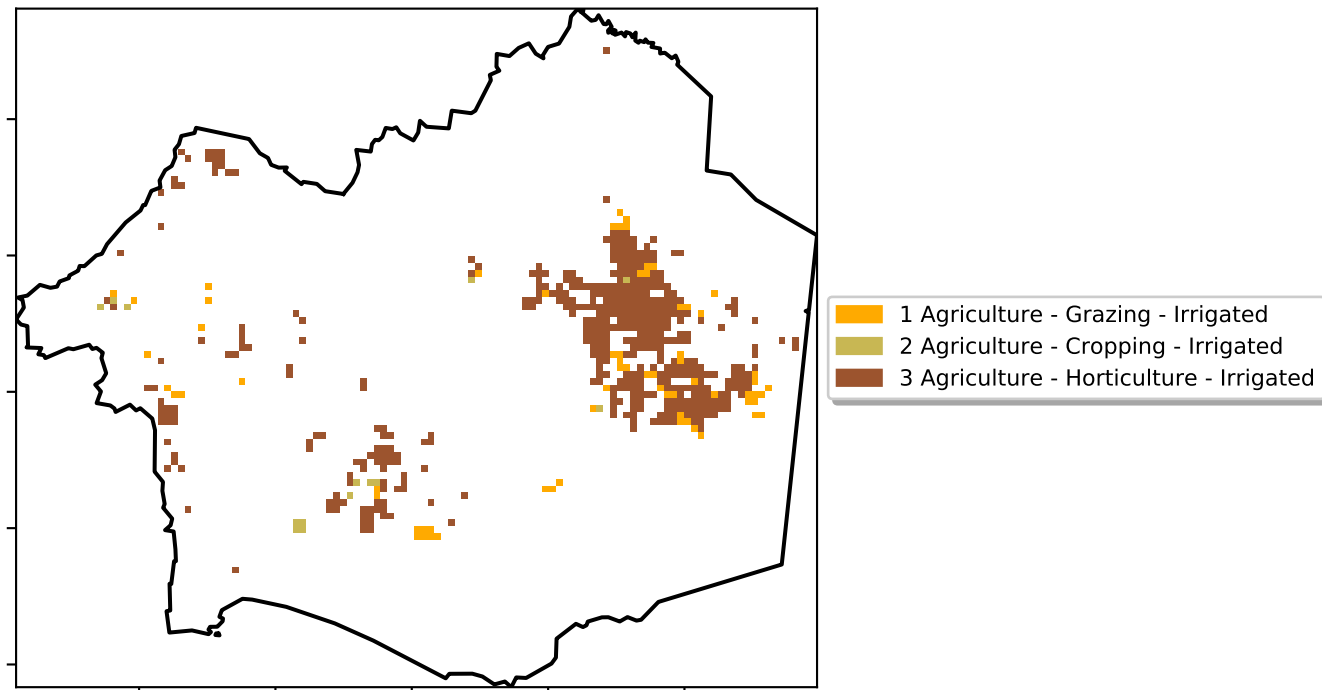 1 Agriculture - Grazing - Irrigated
2 Agriculture - Cropping - Irrigated
3 Agriculture - Horticulture - Irrigated